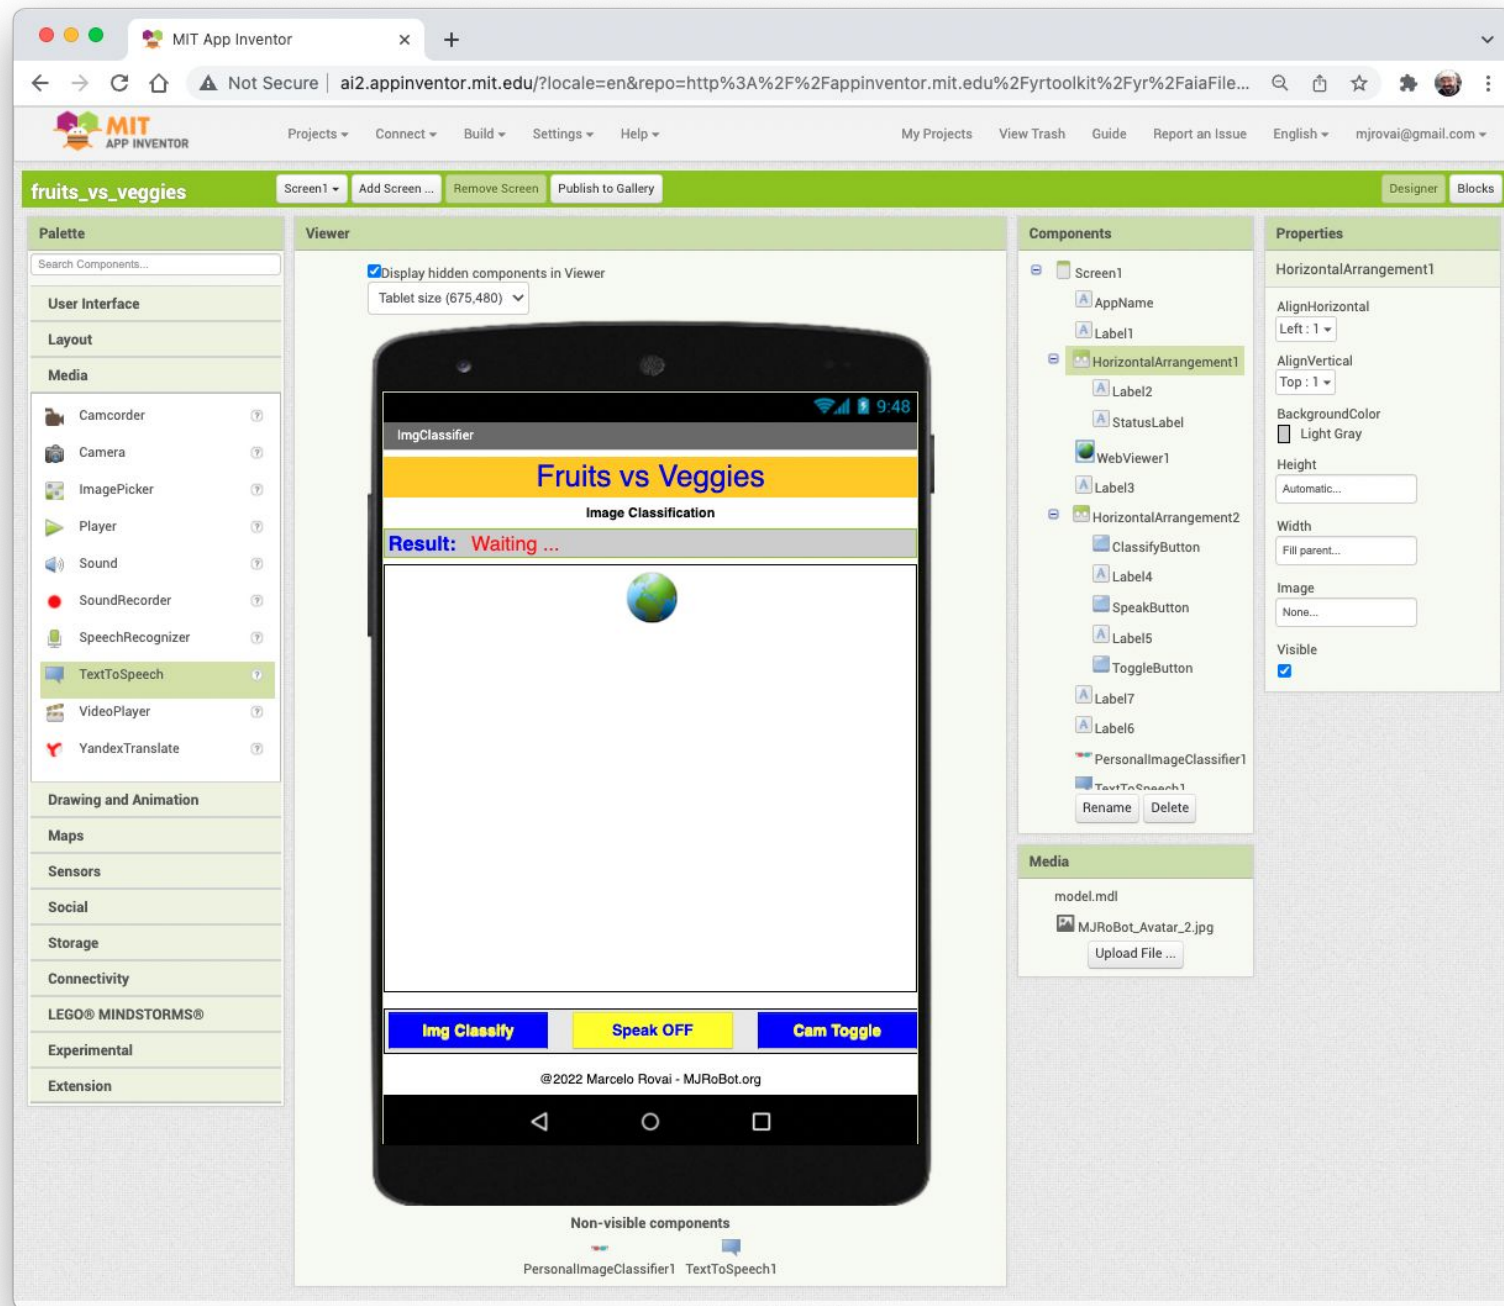 MIT App Inventor
Not Secure | ai2.appinventor.mit.edu/?locale=en&repo=http%3A%2F%2Fappinventor.mit.edu%2Fyrtoolkit%2Fyr%2FaiaFile...
MIT
APP INVENTOR
Projects Connect Build Settings Help My Projects View Trash Guide Report an Issue English mjrovai@gmail.com
fruits_vs_veggies Screen1 Add Screen ... Remove Screen Publish to Gallery Designer Blocks
Palette
Search Components...
User Interface
Layout
Media
Camcorder
Camera
ImagePicker
Player
Sound
SoundRecorder
SpeechRecognizer
TextToSpeech
VideoPlayer
YandexTranslate
Drawing and Animation
Maps
Sensors
Social
Storage
Connectivity
LEGO® MINDSTORMS®
Experimental
Extension
Viewer
Display hidden components in Viewer
Tablet size (675,480)
9:48
ImgClassifier
Fruits vs Veggies
Image Classification
Result: Waiting ...
Img Classify Speak OFF Cam Toggle
@2022 Marcelo Rovai - MJRoBot.org
Non-visible components
PersonalImageClassifier1 TextToSpeech1
Components
Screen1
AppName
Label1
HorizontalArrangement1
Label2
StatusLabel
WebViewer1
Label3
HorizontalArrangement2
ClassifyButton
Label4
SpeakButton
Label5
ToggleButton
Label7
Label6
PersonalImageClassifier1
TextToSpeech1
Rename Delete
Media
model.mdl
MJRoBot_Avatar_2.jpg
Upload File ...
Properties
HorizontalArrangement1
AlignHorizontal
Left : 1
AlignVertical
Top : 1
BackgroundColor
Light Gray
Height
Automatic...
Width
Fill parent...
Image
None...
Visible